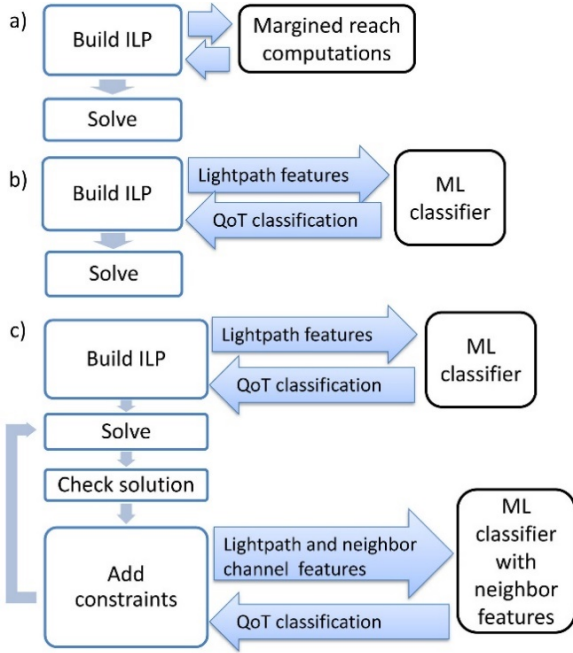 a)
Build ILP
Margined reach
computations
Solve
b)
Build ILP
Lightpath features
QoT classification
ML
classifier
Solve
c)
Build ILP
Lightpath features
QoT classification
ML
classifier
Solve
Check solution
Add
constraints
Lightpath and neighbor
channel features
QoT classification
ML
classifier
with
neighbor
features